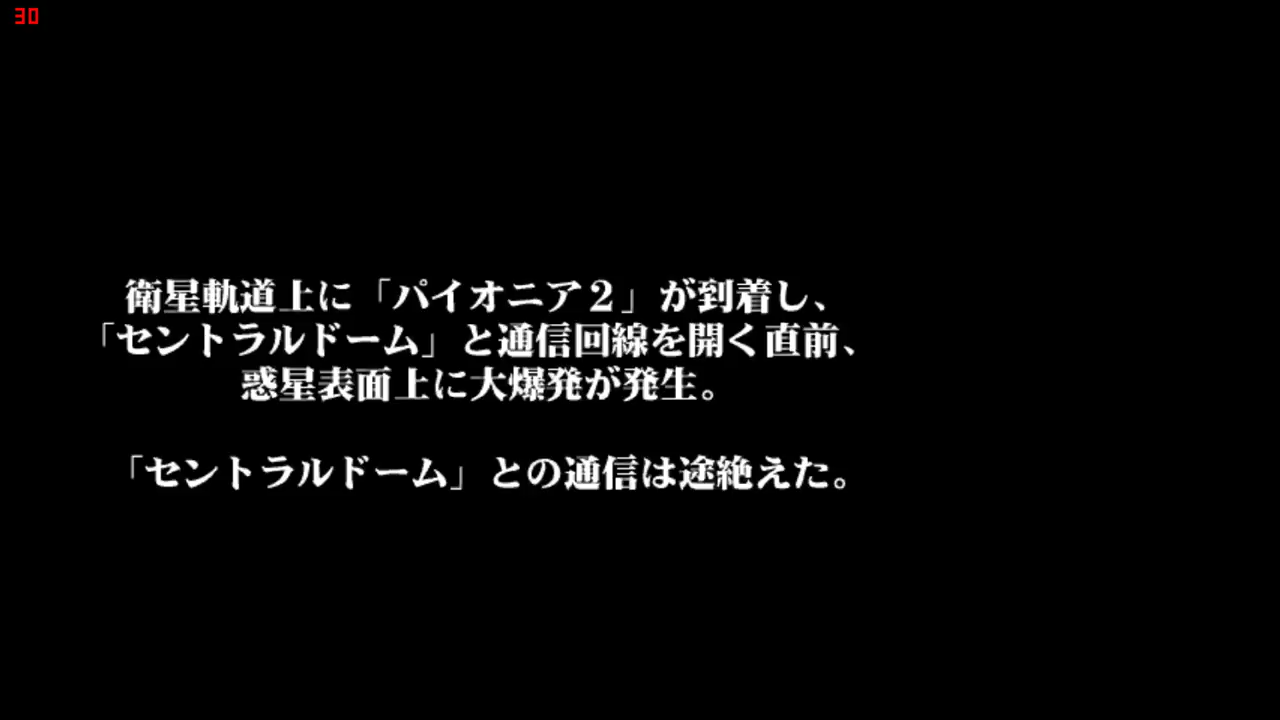 30
衛星軌道上に「パイオニア２」が到着し、
「セントラルドーム」と通信回線を開く直前、
惑星表面上に大爆発が発生。
「セントラルドーム」との通信は途絶えた。